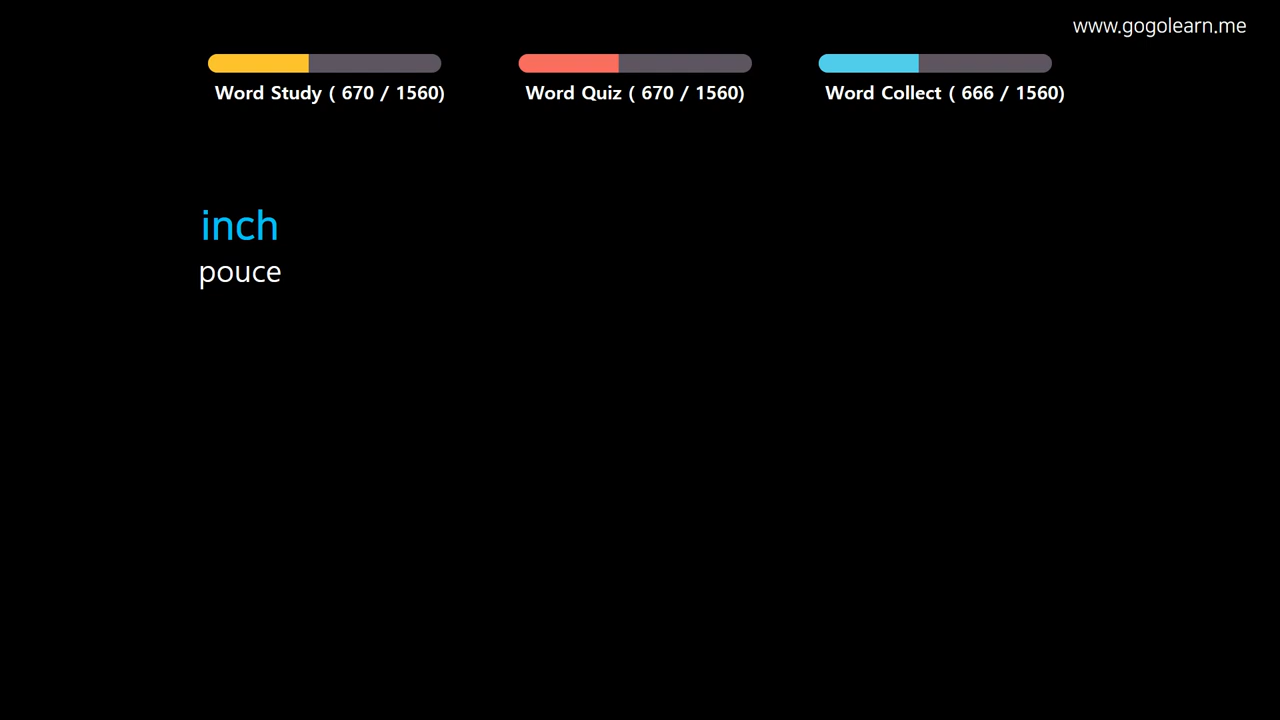 www.gogolearn.me
Word Study ( 670 / 1560)
Word Quiz ( 670 / 1560)
Word Collect ( 666 / 1560)
inch
pouce